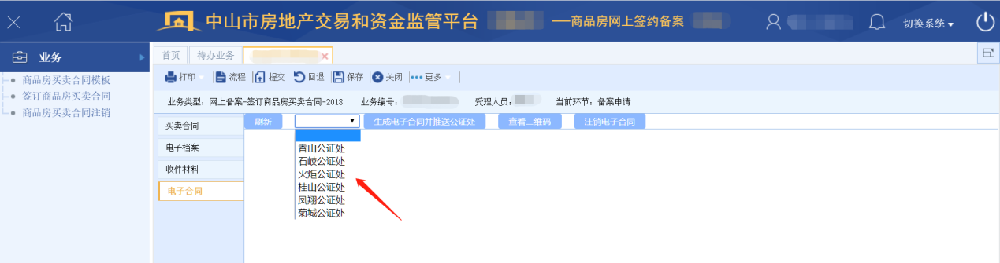 中山市房地产交易和资金监管平台 —商品房网上签约备案 切换系统
业务
商品房买卖合同模板
签订商品房买卖合同
商品房买卖合同注销
首页 待办业务
打印 流程 提交 回退 保存 关闭 更多
业务类型：网上备案-签订商品房买卖合同-2018 业务编号： 受理人员： 当前环节：备案申请
买卖合同
电子档案
收件材料
电子合同
刷新 生成电子合同并推送公证处 查看二维码 注销电子合同
香山公证处
石岐公证处
火炬公证处
桂山公证处
凤翔公证处
菊城公证处